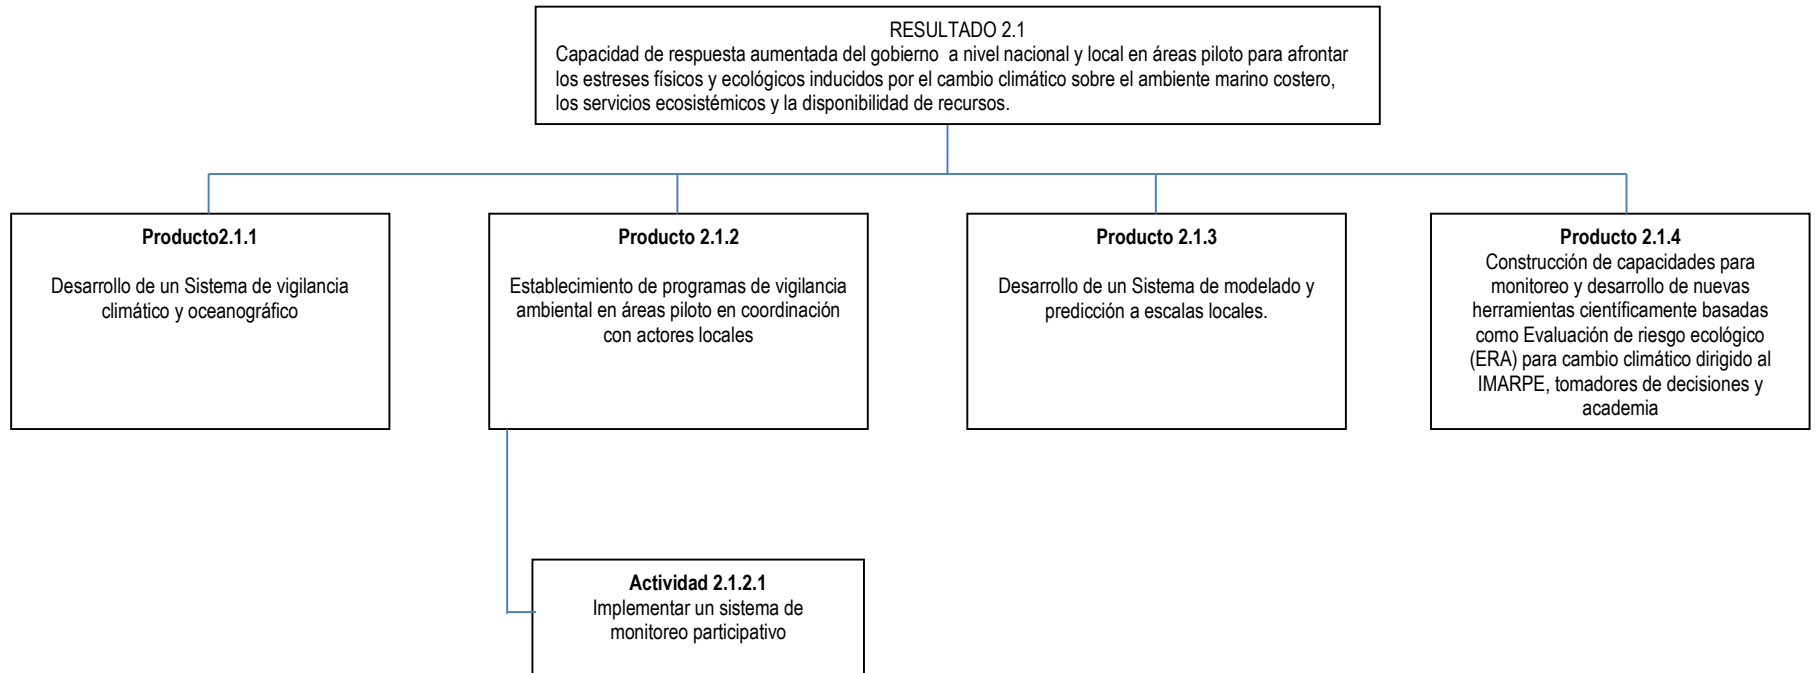 RESULTADO 2.1
Capacidad de respuesta aumentada del gobierno a nivel nacional y local en áreas piloto para afrontar
los estreses físicos y ecológicos inducidos por el cambio climático sobre el ambiente marino costero,
los servicios ecosistémicos y la disponibilidad de recursos.
Producto2.1.1
Desarrollo de un Sistema de vigilancia
climático y oceanográfico
Producto 2.1.2
Establecimiento de programas de vigilancia
ambiental en áreas piloto en coordinación
con actores locales
Producto 2.1.3
Desarrollo de un Sistema de modelado y
predicción a escalas locales.
Producto 2.1.4
Construcción de capacidades para
monitoreo y desarrollo de nuevas
herramientas científicamente basadas
como Evaluación de riesgo ecológico
(ERA) para cambio climático dirigido al
IMARPE, tomadores de decisiones y
academia
Actividad 2.1.2.1
Implementar un sistema de
monitoreo participativo